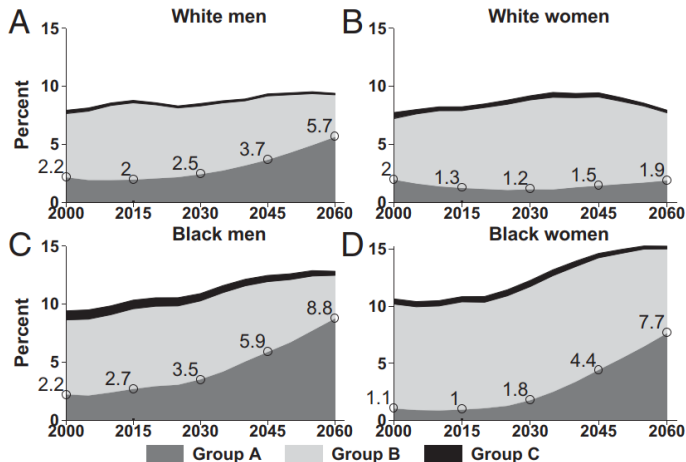 A White men B White women
15 15
10 10
Percent
5.7
5 3.7 5
2.2 2 2.5 2 1.3 1.2 1.5 1.9
0 0
2000 2015 2030 2045 2060 2000 2015 2030 2045 2060
C Black men D Black women
15 15
10 8.8 10 7.7
Percent
5.9
5 3.5 5 4.4
2.2 2.7 1.1 1 1.8
0 0
2000 2015 2030 2045 2060 2000 2015 2030 2045 2060
Group A Group B Group C